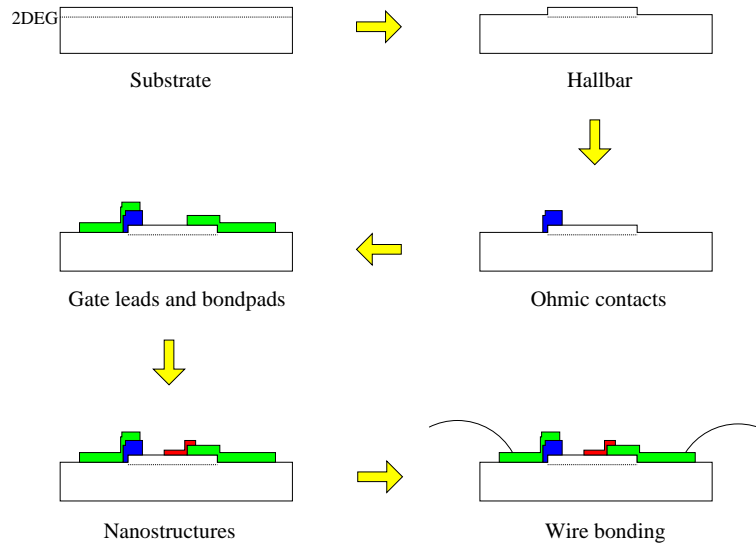 2DEG
Substrate
Hallbar
Gate leads and bondpads
Ohmic contacts
Nanostructures
Wire bonding